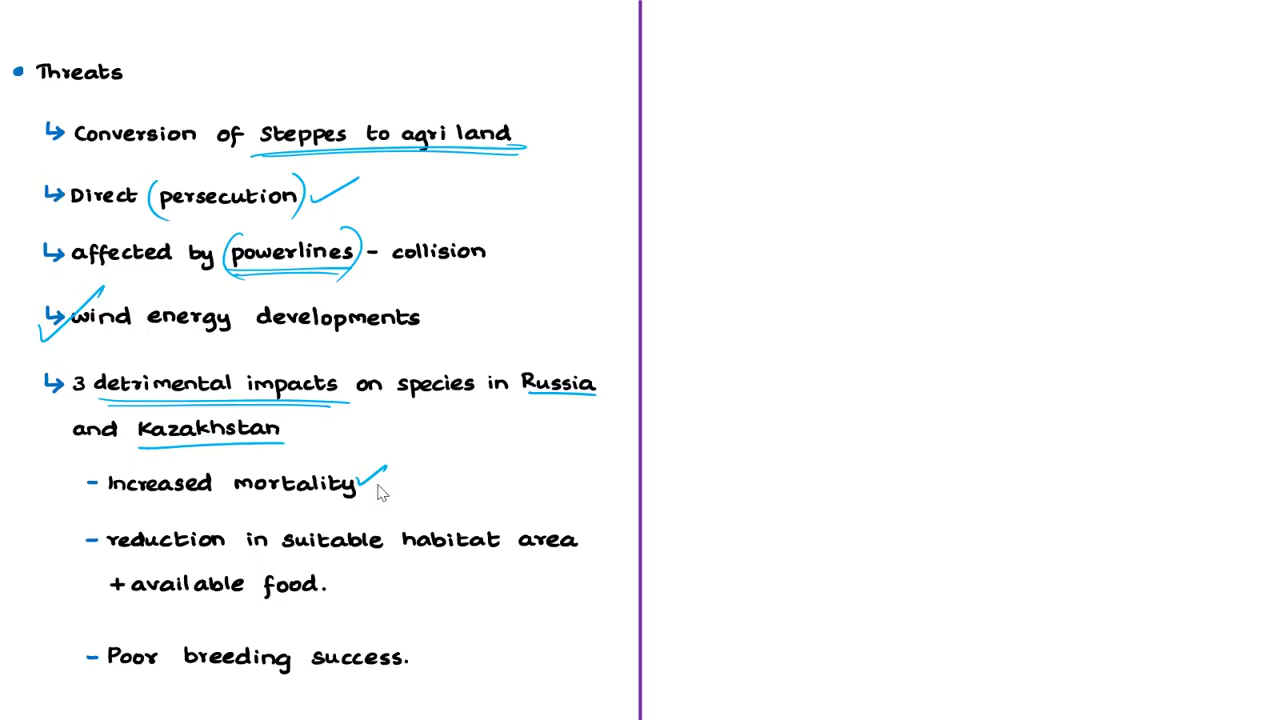 • Threats
↳ Conversion of Steppes to agri land
↳ Direct (persecution)
↳ affected by (powerlines) - collision
↳ wind energy developments
↳ 3 detrimental impacts on species in Russia
and Kazakhstan
- Increased mortality
- reduction in suitable habitat area
+ available food.
- Poor breeding success.